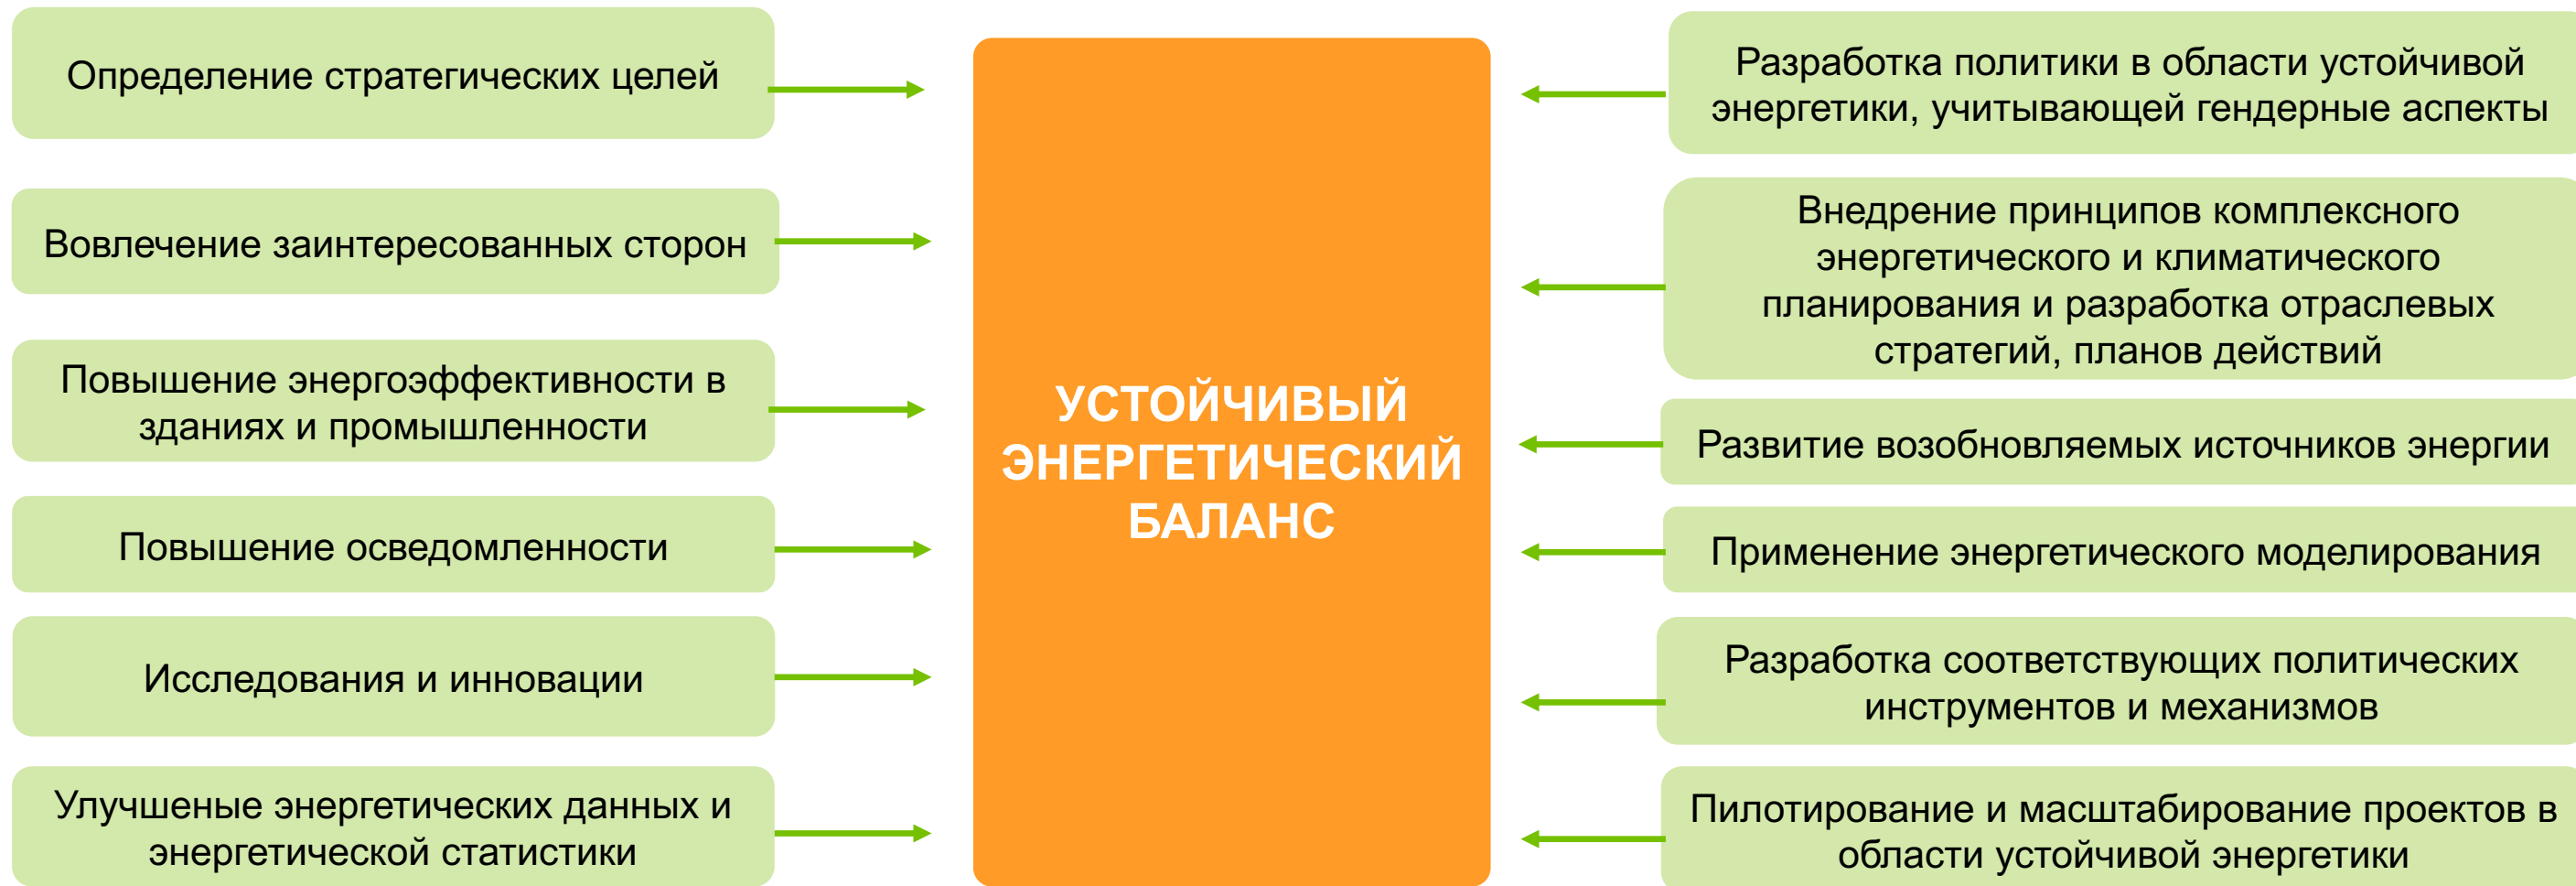 Определение стратегических целей
Вовлечение заинтересованных сторон
Повышение энергоэффективности в
зданиях и промышленности
Повышение осведомленности
Исследования и инновации
Улучшеные энергетических данных и
энергетической статистики
УСТОЙЧИВЫЙ
ЭНЕРГЕТИЧЕСКИЙ
БАЛАНС
Разработка политики в области устойчивой
энергетики, учитывающей гендерные аспекты
Внедрение принципов комплексного
энергетического и климатического
планирования и разработка отраслевых
стратегий, планов действий
Развитие возобновляемых источников энергии
Применение энергетического моделирования
Разработка соответствующих политических
инструментов и механизмов
Пилотирование и масштабирование проектов в
области устойчивой энергетики